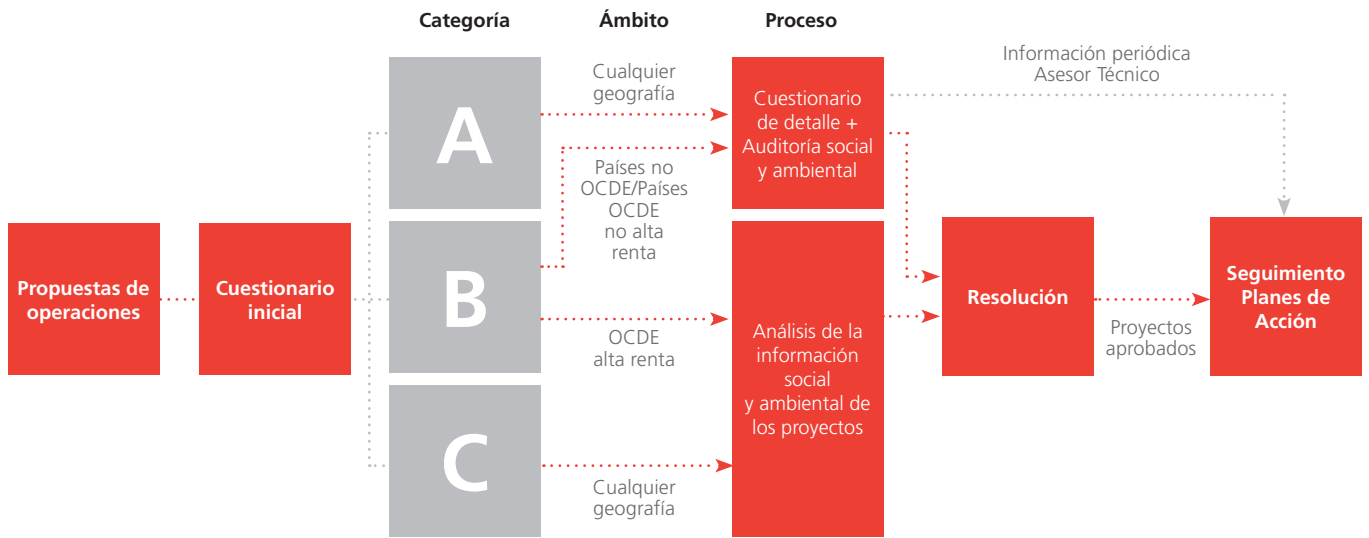 Categoría
Ámbito
Proceso
Propuestas de
operaciones
Cuestionario
inicial
A
B
C
Cualquier
geografía
Países no
OCDE/Países
OCDE
no alta
renta
OCDE
alta renta
Cualquier
geografía
Cuestionario
de detalle +
Auditoría social
y ambiental
Análisis de la
información
social
y ambiental de
los proyectos
Información periódica
Asesor Técnico
Resolución
Proyectos
aprobados
Seguimiento
Planes de
Acción